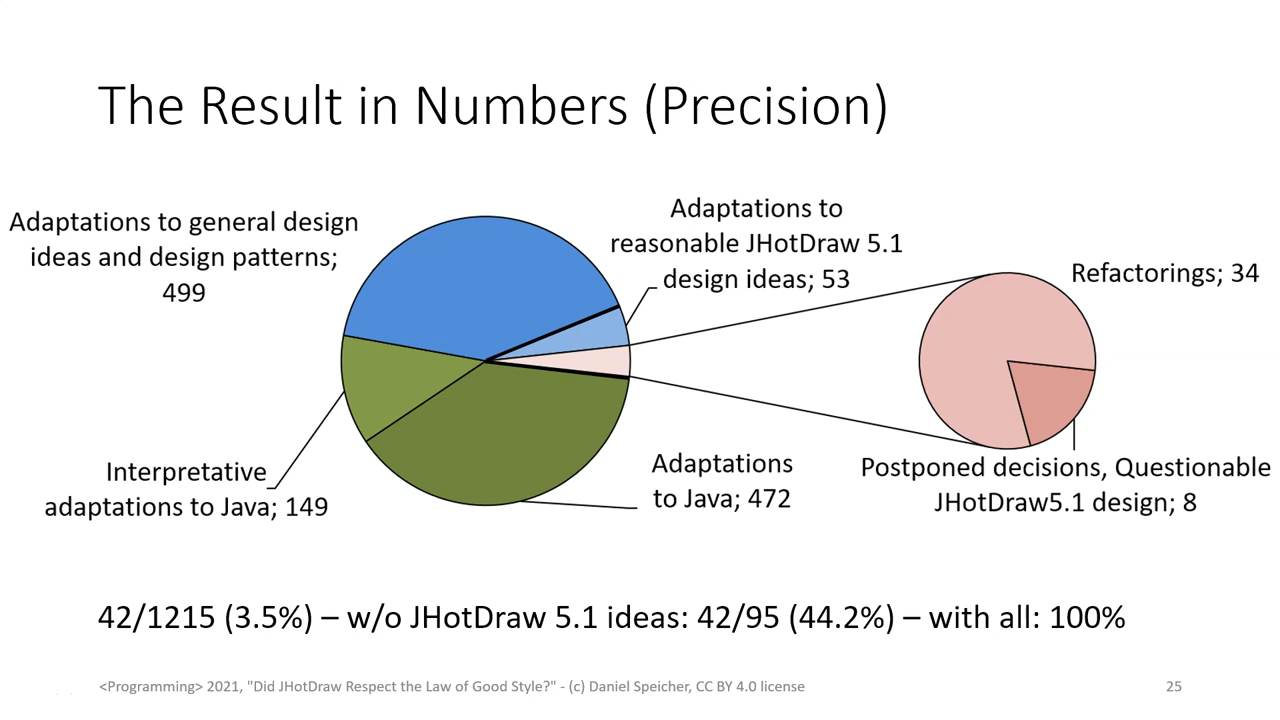 The Result in Numbers (Precision)
Adaptations to general design
ideas and design patterns;
499
Adaptations to
reasonable JHotDraw 5.1
design ideas; 53
Refactorings; 34
Interpretative
adaptations to Java; 149
Adaptations
to Java; 472
Postponed decisions, Questionable
JHotDraw5.1 design; 8
42/1215 (3.5%) – w/o JHotDraw 5.1 ideas: 42/95 (44.2%) – with all: 100%
<Programming> 2021, "Did JHotDraw Respect the Law of Good Style?" - (c) Daniel Speicher, CC BY 4.0 license
25